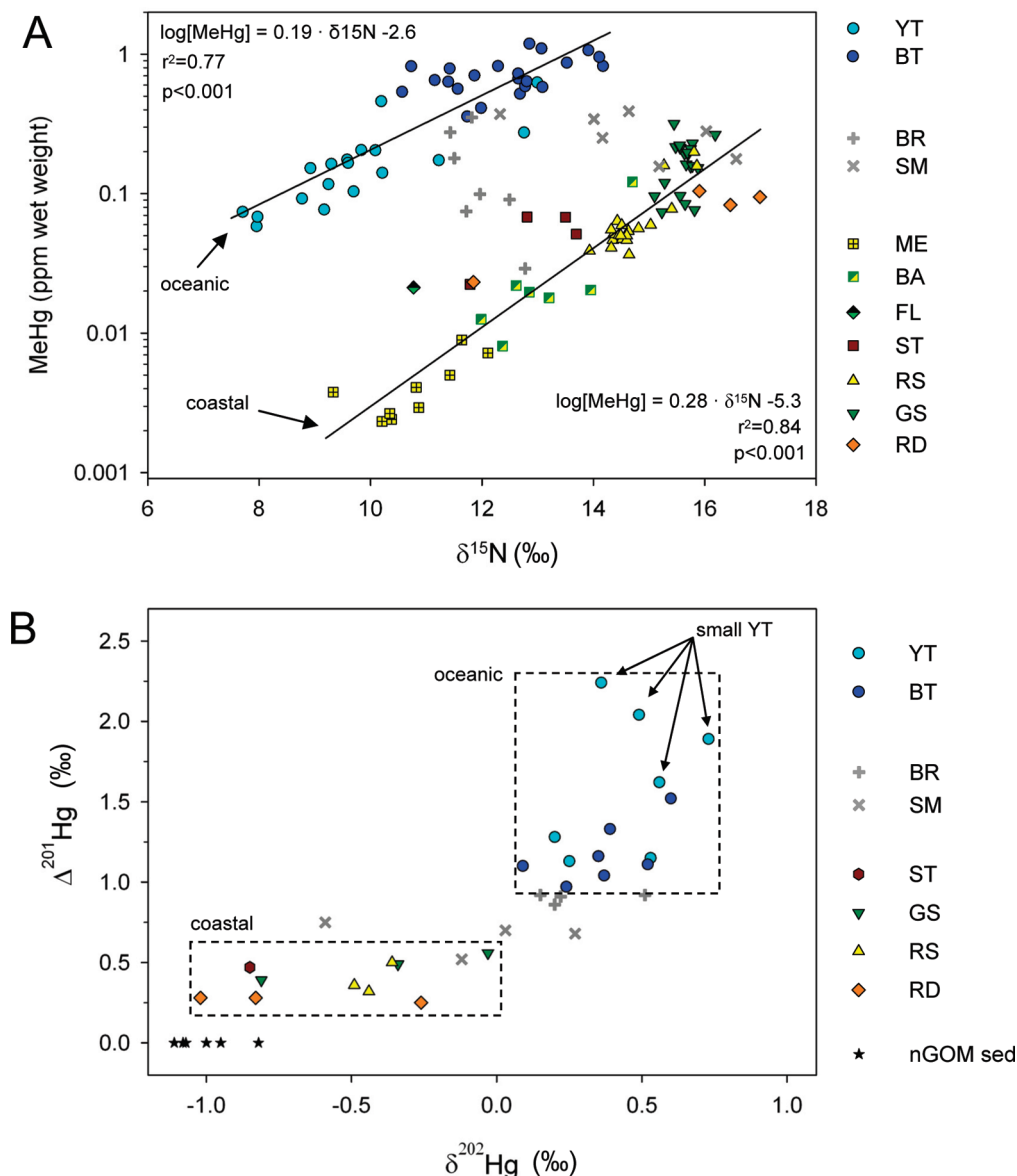 A
log[MeHg] = 0.19 · δ15N -2.6
r²=0.77
p<0.001
oceanic
coastal
log[MeHg] = 0.28 · δ¹⁵N -5.3
r²=0.84
p<0.001
MeHg (ppm wet weight)
1
0.1
0.01
0.001
6
8
10
12
14
16
18
δ¹⁵N (‰)
YT
BT
BR
SM
ME
BA
FL
ST
RS
GS
RD
B
small YT
oceanic
coastal
Δ²⁰¹Hg (‰)
2.5
2.0
1.5
1.0
0.5
0.0
-1.0
-0.5
0.0
0.5
1.0
δ²⁰²Hg (‰)
YT
BT
BR
SM
ST
GS
RS
RD
nGOM sed